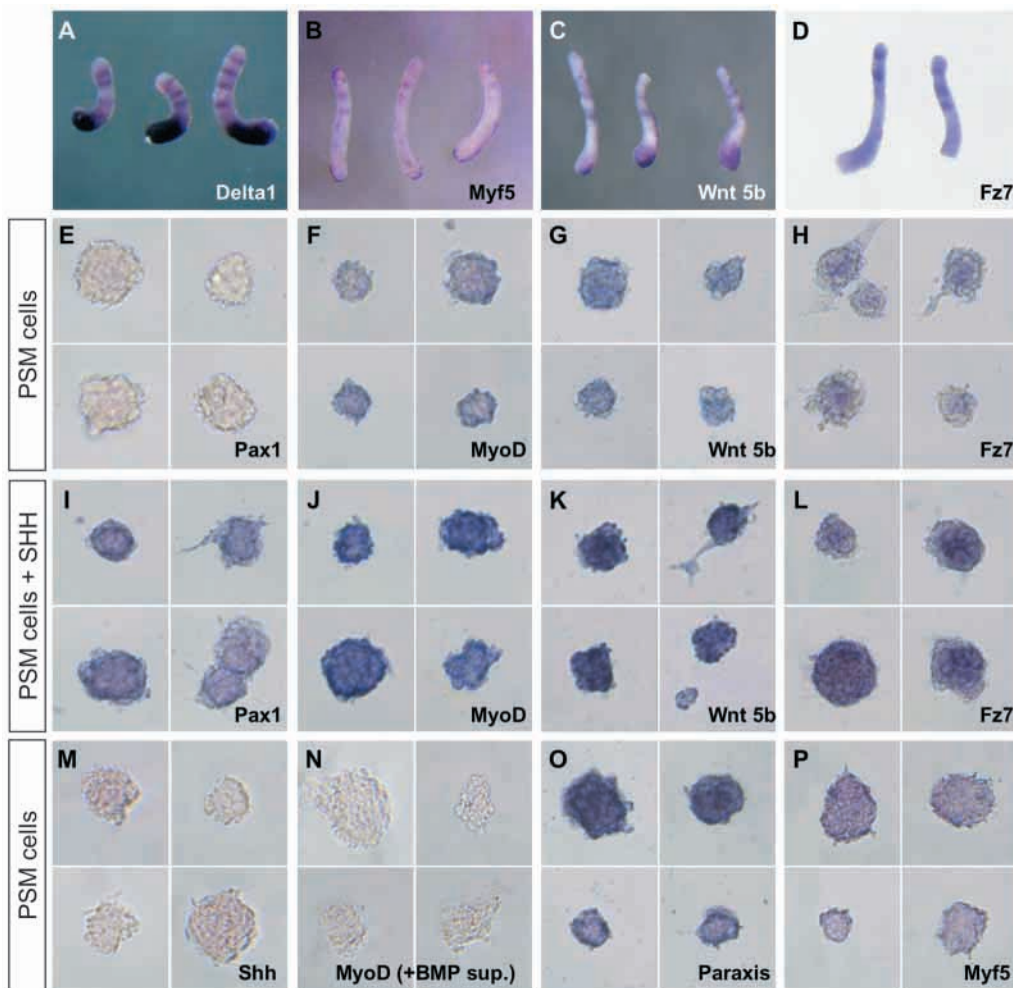 A
Delta1
B
Myf5
C
Wnt 5b
D
Fz7
PSM cells
E
Pax1
F
MyoD
G
Wnt 5b
H
Fz7
PSM cells + SHH
I
Pax1
J
MyoD
K
Wnt 5b
L
Fz7
PSM cells
M
Shh
N
MyoD (+BMP sup.)
O
Paraxis
P
Myf5